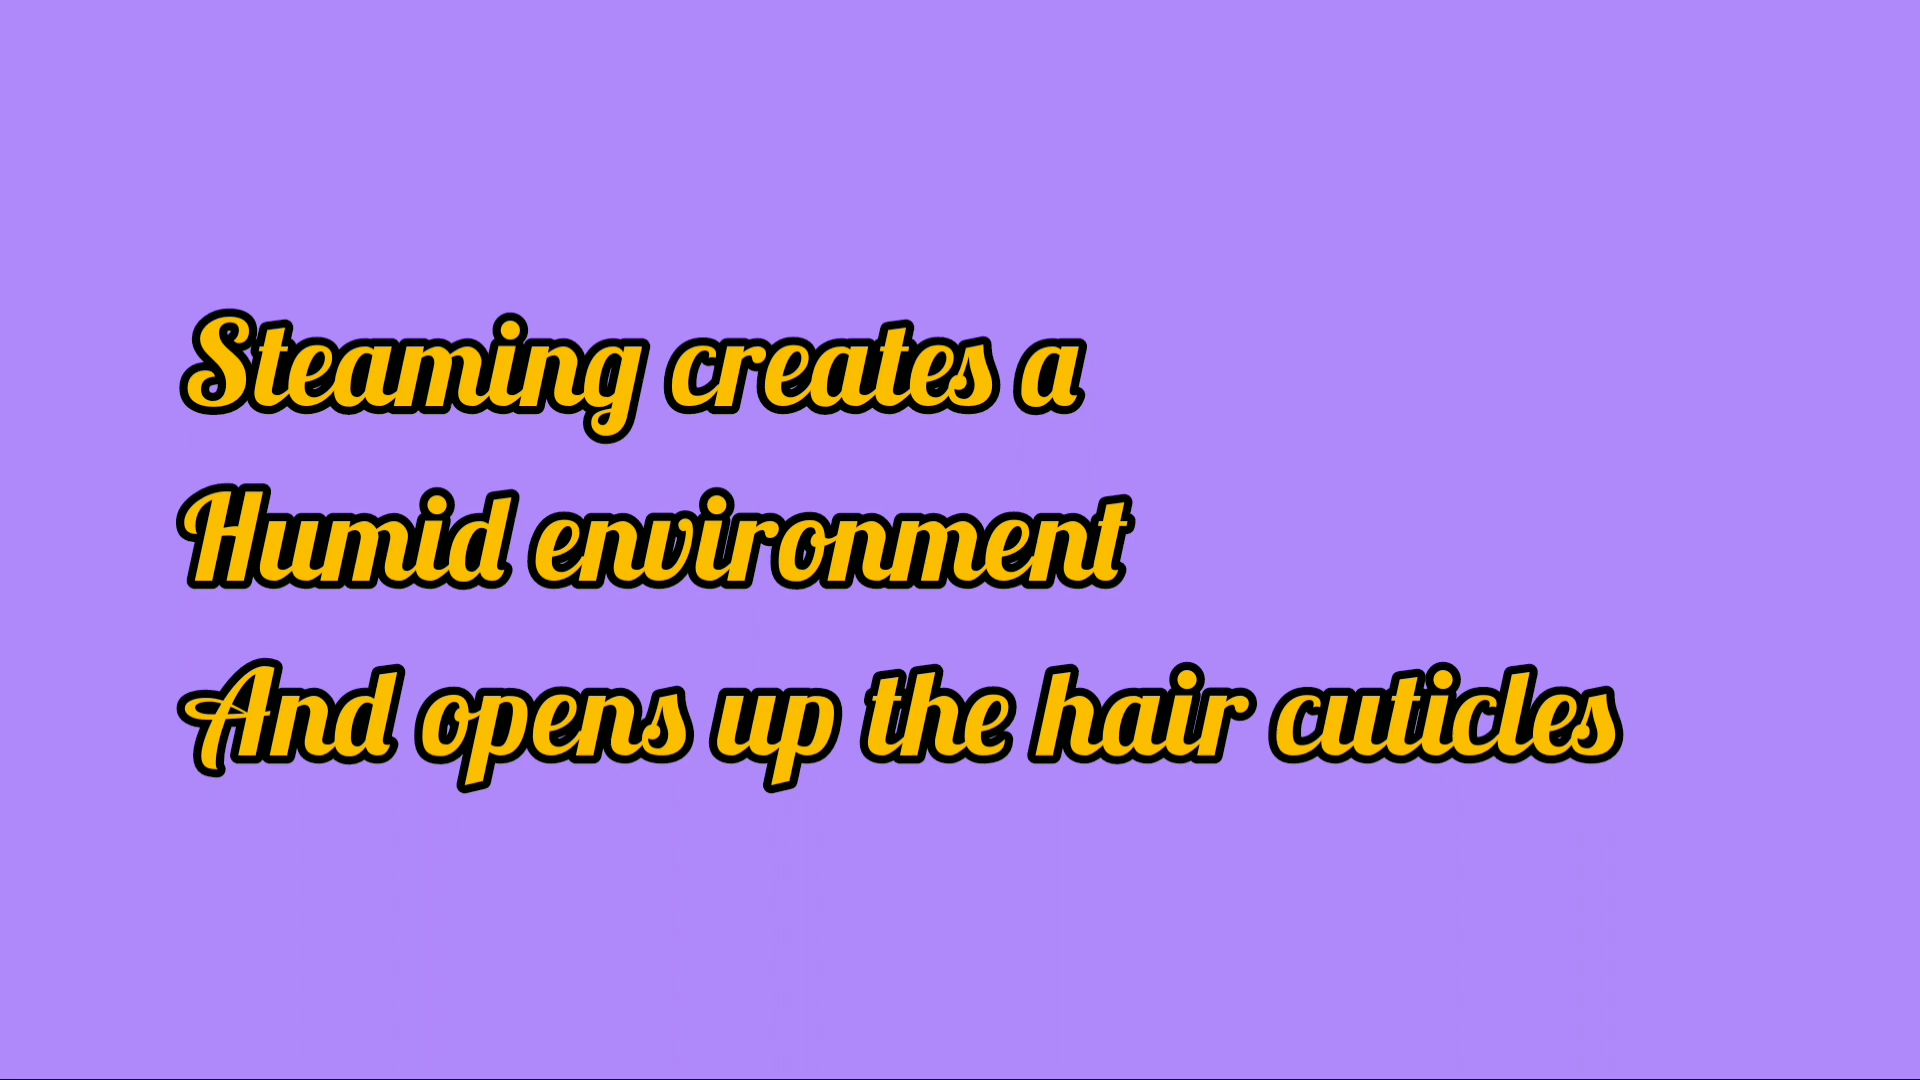 Steaming creates a
Humid environment
And opens up the hair cuticles